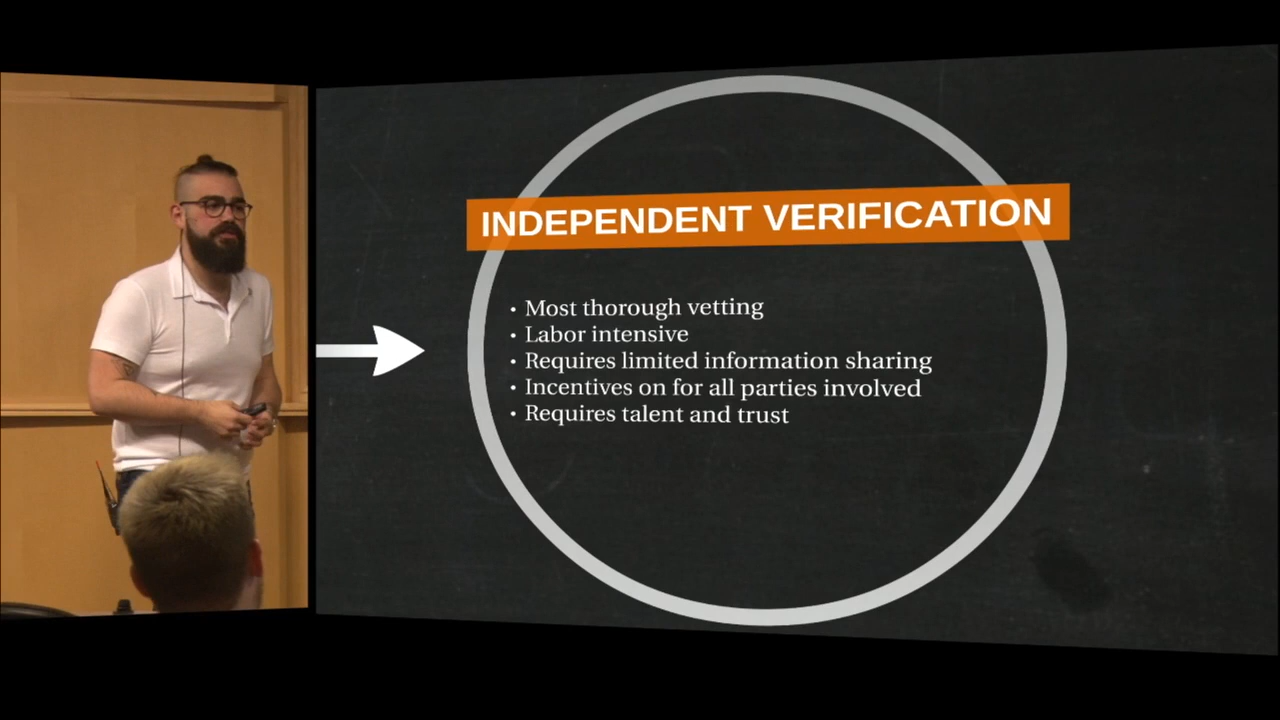 INDEPENDENT VERIFICATION
• Most thorough vetting
• Labor intensive
• Requires limited information sharing
• Incentives on for all parties involved
• Requires talent and trust